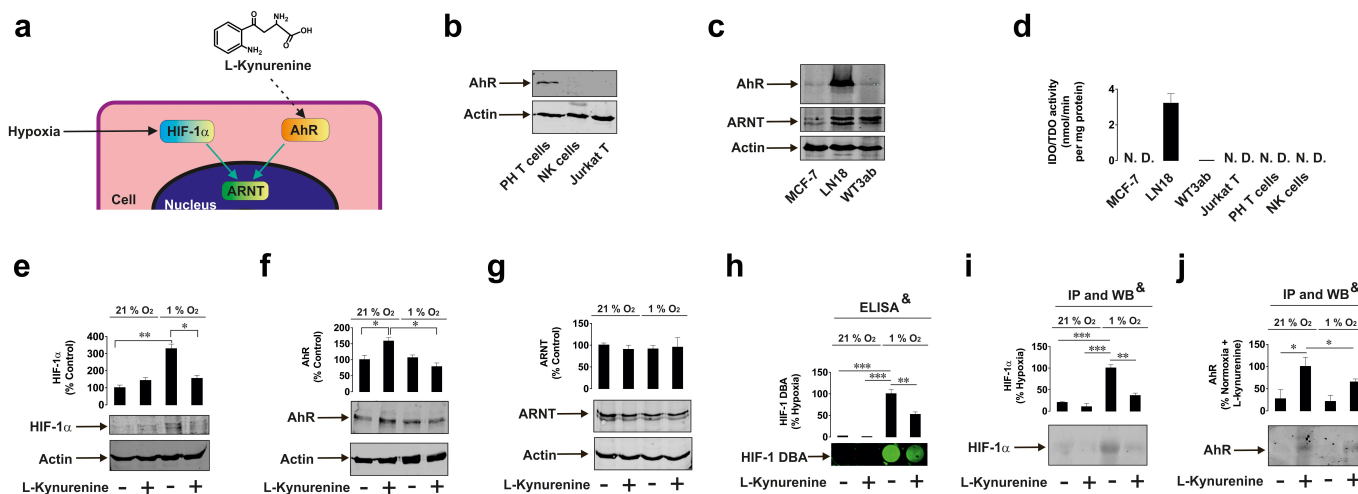 a
O
NH2
O
OH
NH2
L-Kynurenine
Hypoxia
HIF-1α
AhR
ARNT
Cell
Nucleus
b
AhR
Actin
PH T cells
NK cells
Jurkat T
c
AhR
ARNT
Actin
MCF-7
LN18
WT3ab
d
IDO/TDO activity
(nmol/min
per mg protein)
4
2
0
N. D.
N. D.
N. D.
N. D.
MCF-7
LN18
WT3ab
Jurkat T
PH T cells
NK cells
e
21 % O2
1 % O2
HIF-1α
(% Control)
400
300
200
100
0
**
*
HIF-1α
Actin
L-Kynurenine
- + - +
f
21 % O2
1 % O2
AhR
(% Control)
200
150
100
50
0
*
*
AhR
Actin
L-Kynurenine
- + - +
g
21 % O2
1 % O2
ARNT
(% Control)
150
100
50
0
ARNT
Actin
L-Kynurenine
- + - +
h
ELISA &
21 % O2
1 % O2
HIF-1 DBA
(% Hypoxia)
150
100
50
0
***
***
**
HIF-1 DBA
L-Kynurenine
- + - +
i
IP and WB &
21 % O2
1 % O2
HIF-1α
(% Hypoxia)
150
100
50
0
***
***
**
HIF-1α
L-Kynurenine
- + - +
j
IP and WB &
21 % O2
1 % O2
AhR
(% Normoxia +
L-kynurenine)
150
100
50
0
*
*
AhR
L-Kynurenine
- + - +